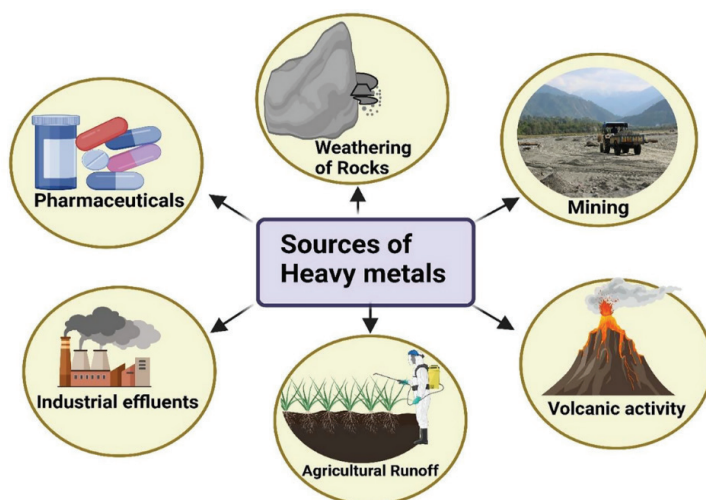 Weathering
of Rocks
Pharmaceuticals
Mining
Sources of
Heavy metals
Industrial effluents
Agricultural Runoff
Volcanic activity